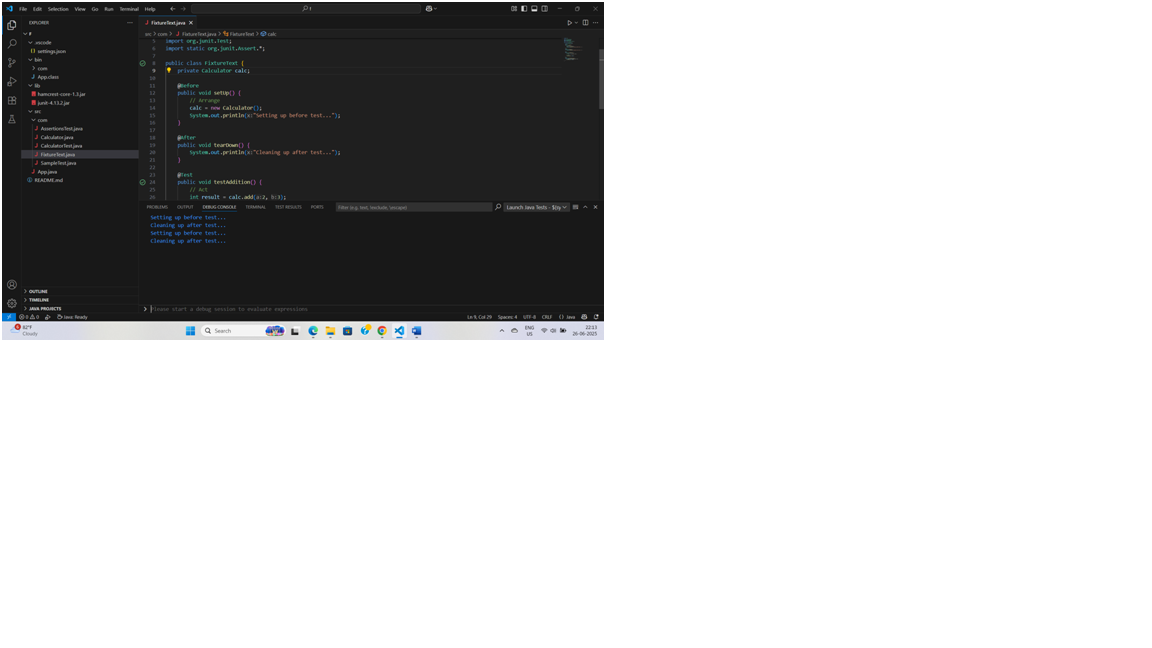 File Edit Selection View Go Run Terminal Help
1
EXPLORER
F
.vscode
settings.json
bin
com
App.class
lib
hamcrest-core-1.3.jar
junit-4.13.2.jar
src
com
AssertionsTest.java
Calculator.java
CalculatorTest.java
FixtureText.java
SampleTest.java
App.java
README.md
OUTLINE
TIMELINE
JAVA PROJECTS
FixtureText.java
src > com > FixtureText.java > FixtureText > calc
5 import org.junit.Test;
6 import static org.junit.Assert.*;
7
8 public class FixtureText {
9 private Calculator calc;
10
11 @Before
12 public void setUp() {
13 // Arrange
14 calc = new Calculator();
15 System.out.println(x:"Setting up before test...");
16 }
17
18 @After
19 public void tearDown() {
20 System.out.println(x:"Cleaning up after test...");
21 }
22
23 @Test
24 public void testAddition() {
25 // Act
26 int result = calc.add(a:2, b:3);
PROBLEMS OUTPUT DEBUG CONSOLE TERMINAL TEST RESULTS PORTS
Filter (e.g. text, !exclude, \escape)
Launch Java Tests - $(sy
Setting up before test...
Cleaning up after test...
Setting up before test...
Cleaning up after test...
Please start a debug session to evaluate expressions
0 0 Java: Ready
Ln 9, Col 29 Spaces: 4 UTF-8 CRLF {} Java
82°F
Cloudy
Search
ENG
US
22:13
26-06-2025